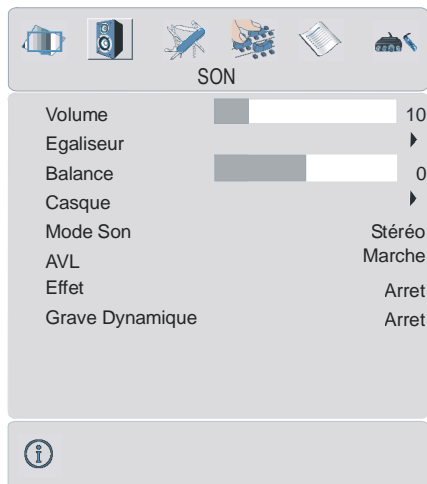 SON
Volume 10
Egaliseur
Balance 0
Casque
Mode Son Stéréo
AVL Marche
Effet Arret
Grave Dynamique Arret